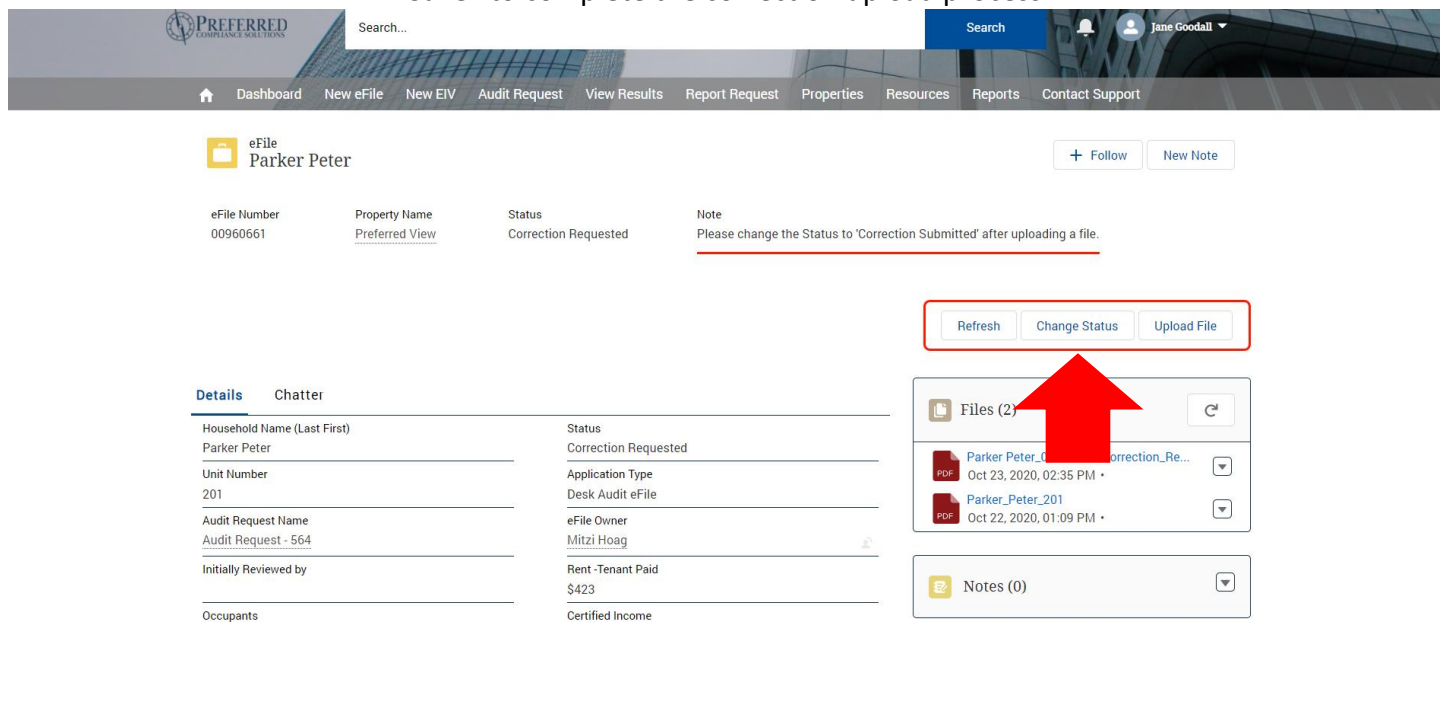 PREFERRED
COMPLIANCE SOLUTIONS
Search...
Search
Jane Goodall
Dashboard New eFile New EIV Audit Request View Results Report Request Properties Resources Reports Contact Support
eFile
Parker Peter
+ Follow
New Note
eFile Number Property Name Status Note
00960661 Preferred View Correction Requested Please change the Status to 'Correction Submitted' after uploading a file.
Refresh Change Status Upload File
Details Chatter
Files (2)
Household Name (Last First) Status
Parker Peter Correction Requested
Unit Number Application Type
201 Desk Audit eFile
Audit Request Name eFile Owner
Audit Request - 564 Mitzi Hoag
Initially Reviewed by Rent -Tenant Paid
$423
Occupants Certified Income
PDF Parker Peter_0 orrection_Re...
Oct 23, 2020, 02:35 PM •
PDF Parker_Peter_201
Oct 22, 2020, 01:09 PM •
Notes (0)